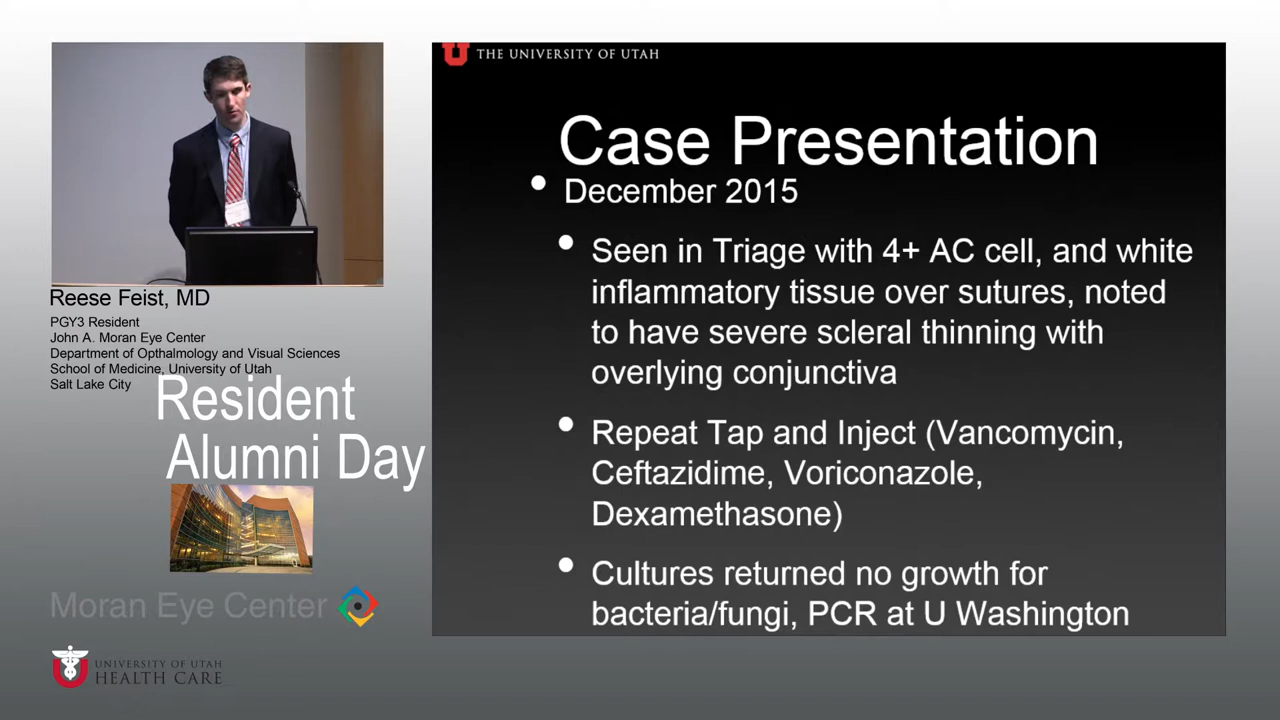 THE UNIVERSITY OF UTAH
Case Presentation
• December 2015
• Seen in Triage with 4+ AC cell, and white
inflammatory tissue over sutures, noted
to have severe scleral thinning with
overlying conjunctiva
• Repeat Tap and Inject (Vancomycin,
Ceftazidime, Voriconazole,
Dexamethasone)
• Cultures returned no growth for
bacteria/fungi, PCR at U Washington
Reese Feist, MD
PGY3 Resident
John A. Moran Eye Center
Department of Opthalmology and Visual Sciences
School of Medicine, University of Utah
Salt Lake City
Resident
Alumni Day
Moran Eye Center
UNIVERSITY OF UTAH
HEALTH CARE